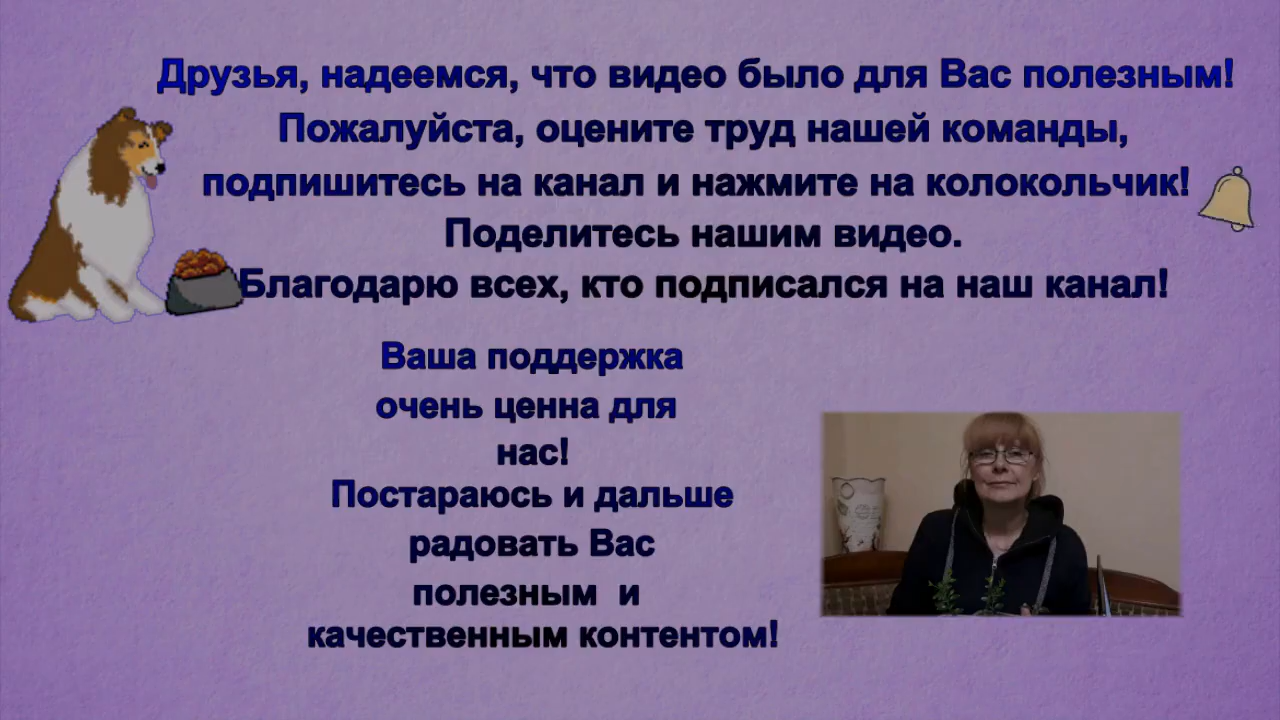 Друзья, надеемся, что видео было для Вас полезным!
Пожалуйста, оцените труд нашей команды,
подпишитесь на канал и нажмите на колокольчик!
Поделитесь нашим видео.
Благодарю всех, кто подписался на наш канал!
Ваша поддержка
очень ценна для
нас!
Постараюсь и дальше
радовать Вас
полезным и
качественным контентом!